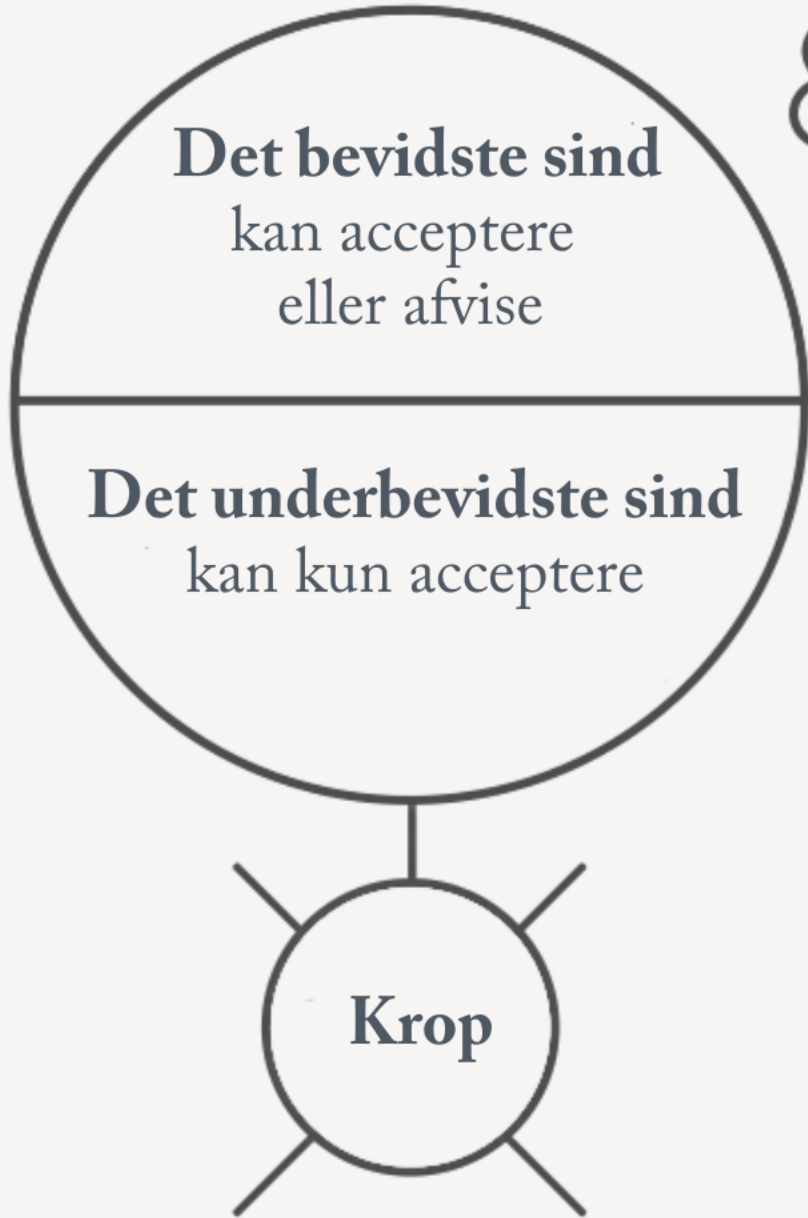 Det bevidste sind
kan acceptere
eller afvise
Det underbevidste sind
kan kun acceptere
Krop